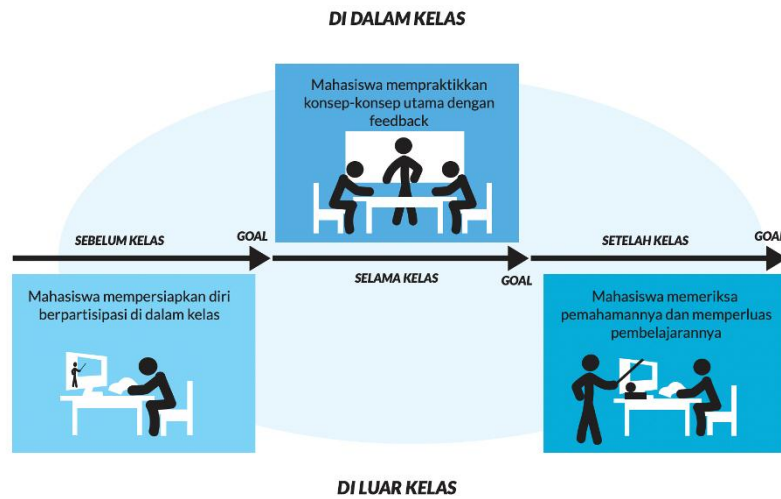 DI DALAM KELAS
Mahasiswa mempraktikkan
konsep-konsep utama dengan
feedback
SEBELUM KELAS
GOAL
SELAMA KELAS
GOAL
SETELAH KELAS
GOAL
Mahasiswa mempersiapkan diri
berpartisipasi di dalam kelas
Mahasiswa memeriksa
pemahamannya dan memperluas
pembelajarannya
DI LUAR KELAS